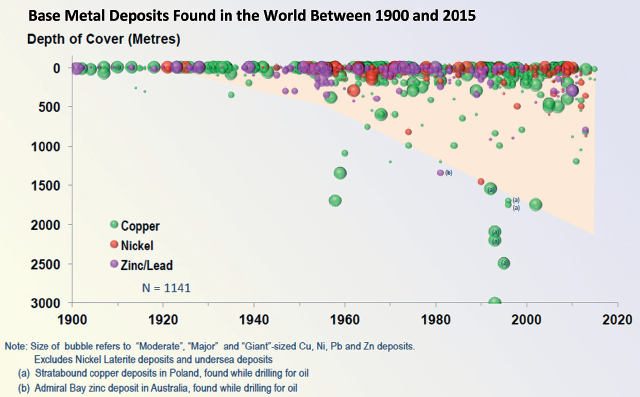 Base Metal Deposits Found in the World Between 1900 and 2015
Depth of Cover (Metres)
0
500
1000
1500
2000
2500
3000
Copper
Nickel
Zinc/Lead
N = 1141
(b)
(a)
(a)
(a)
(a)
(a)
1900
1920
1940
1960
1980
2000
2020
Note: Size of bubble refers to "Moderate", "Major" and "Giant"-sized Cu, Ni, Pb and Zn deposits.
Excludes Nickel Laterite deposits and undersea deposits
(a) Stratabound copper deposits in Poland, found while drilling for oil
(b) Admiral Bay zinc deposit in Australia, found while drilling for oil